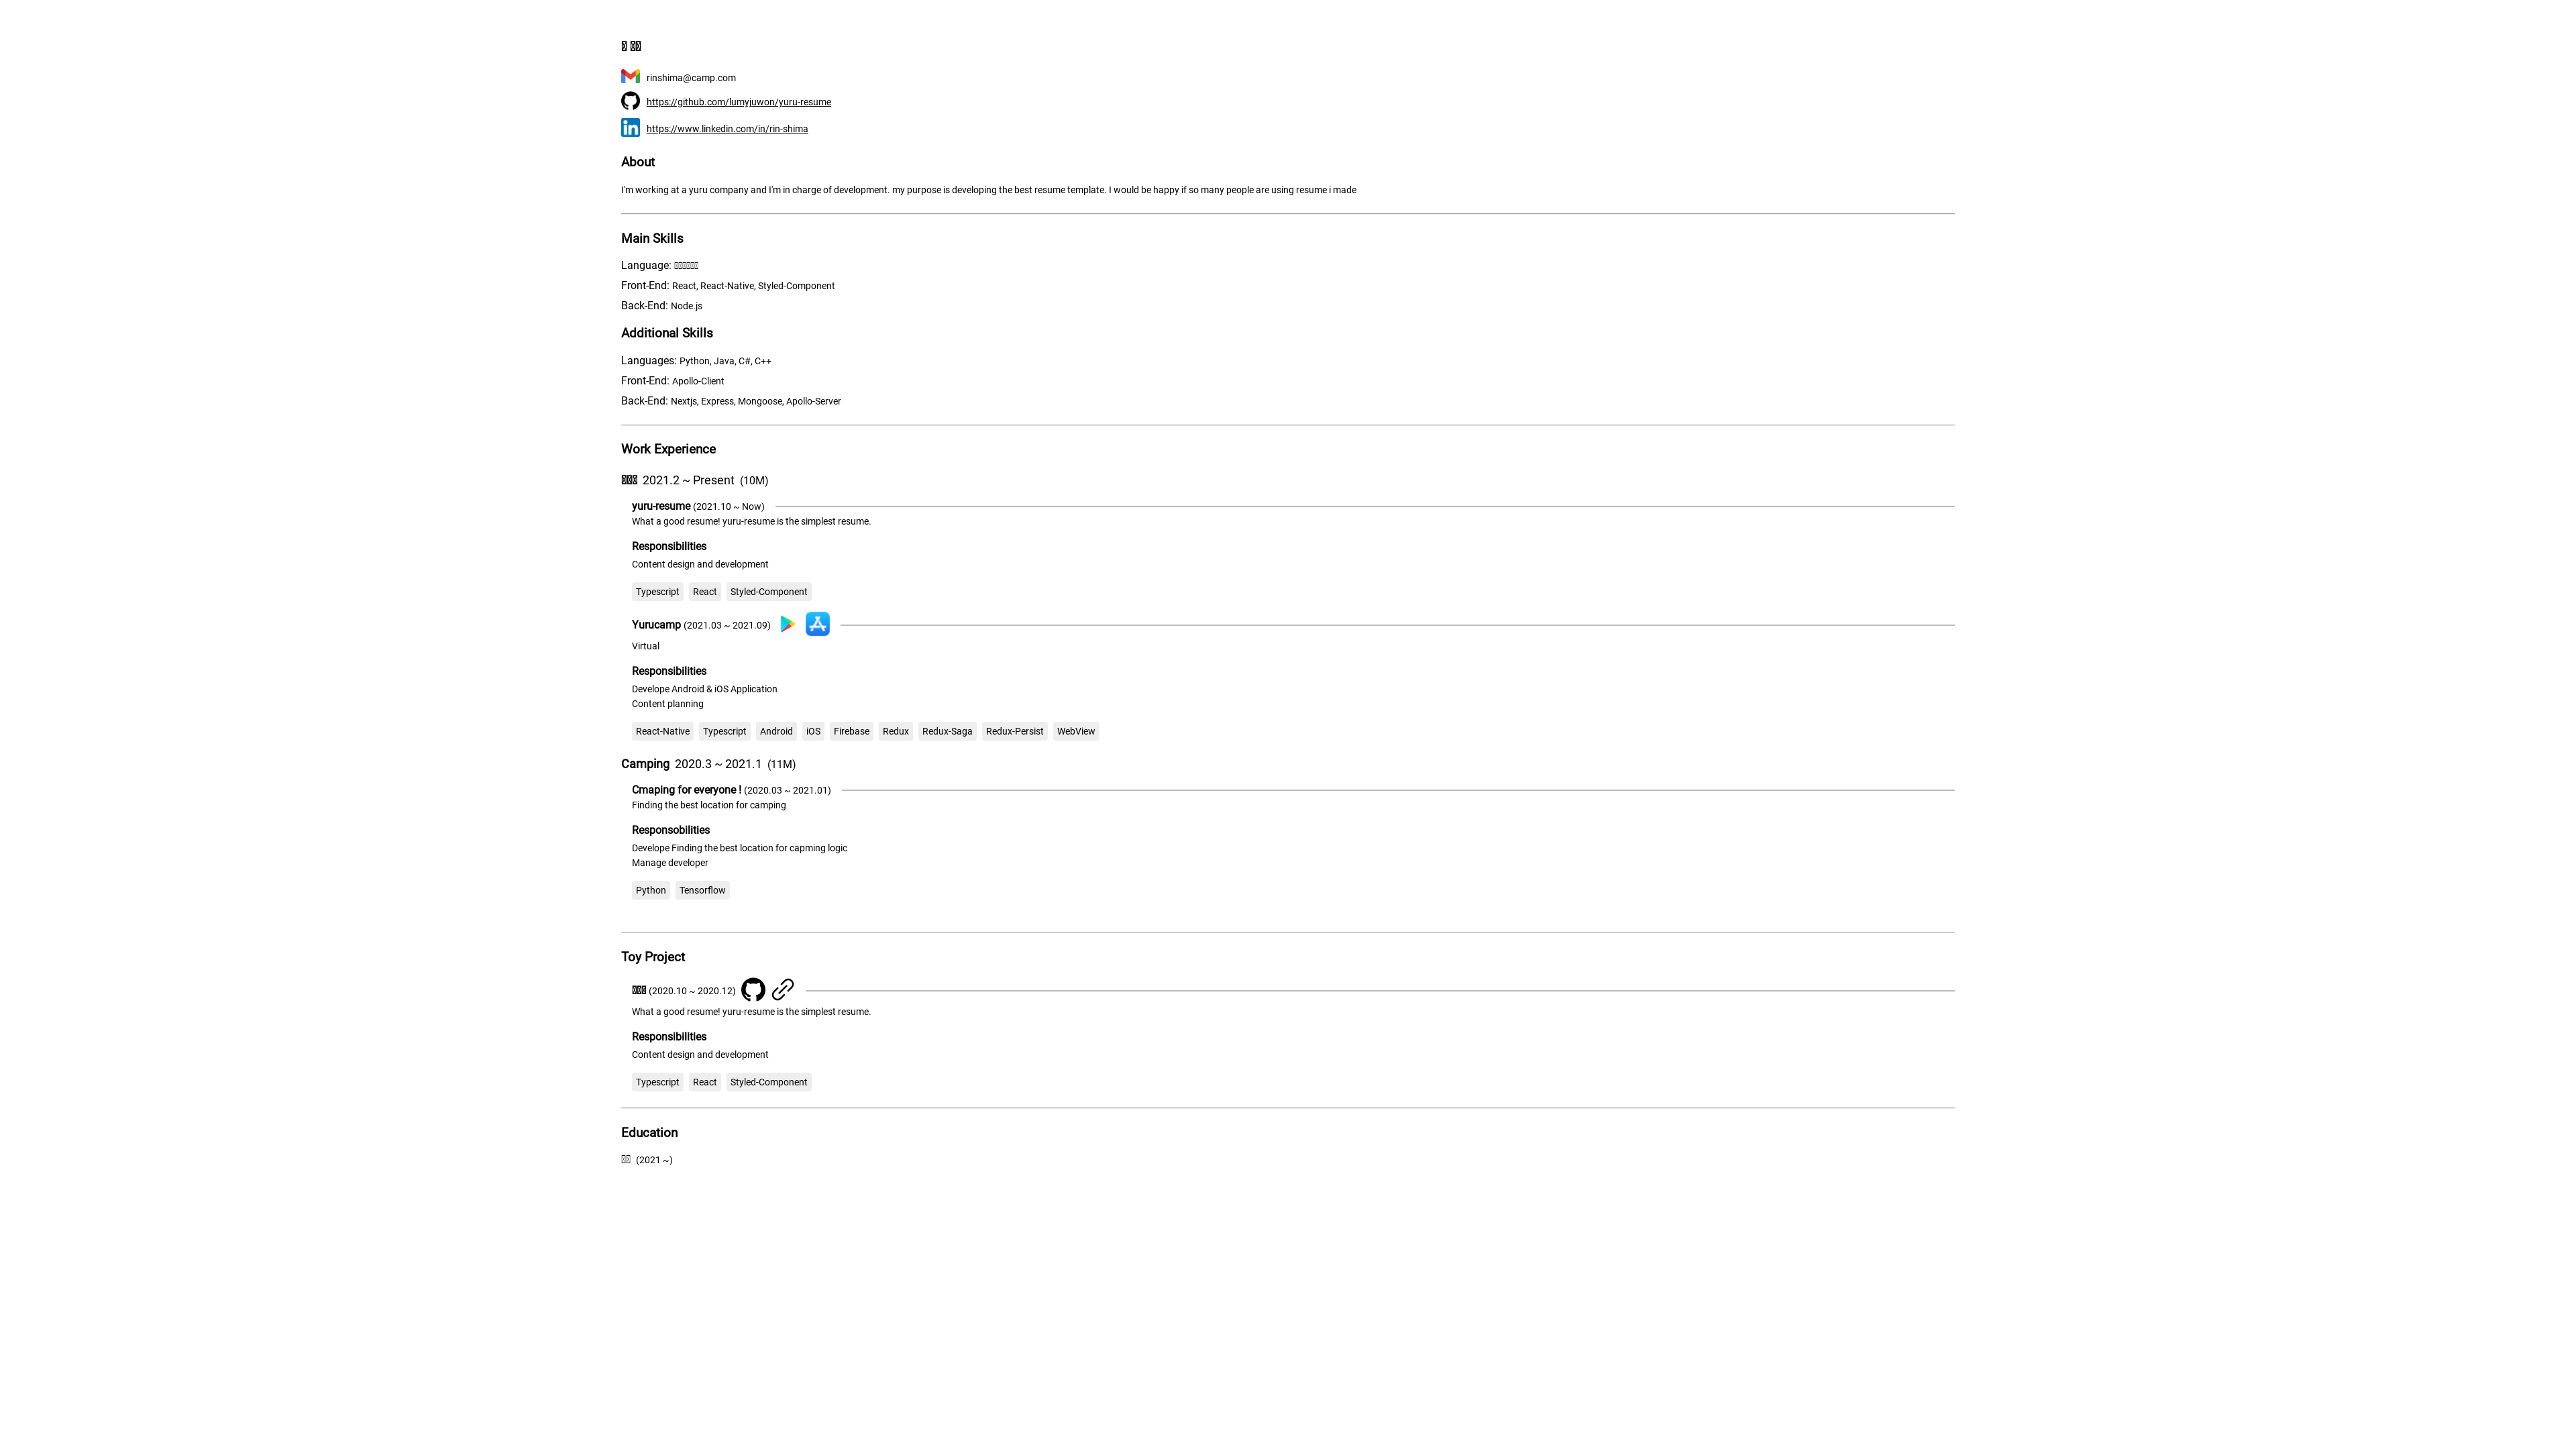 rinshima@camp.com
https://github.com/lumyjuwon/yuru-resume
https://www.linkedin.com/in/rin-shima
About
I'm working at a yuru company and I'm in charge of development. my purpose is developing the best resume template. I would be happy if so many people are using resume i made
Main Skills
Language:
Front-End: React, React-Native, Styled-Component
Back-End: Node.js
Additional Skills
Languages: Python, Java, C#, C++
Front-End: Apollo-Client
Back-End: Nextjs, Express, Mongoose, Apollo-Server
Work Experience
2021.2 ~ Present (10M)
yuru-resume (2021.10 ~ Now)
What a good resume! yuru-resume is the simplest resume.
Responsibilities
Content design and development
Typescript React Styled-Component
Yurucamp (2021.03 ~ 2021.09)
Virtual
Responsibilities
Develope Android & iOS Application
Content planning
React-Native Typescript Android iOS Firebase Redux Redux-Saga Redux-Persist WebView
Camping 2020.3 ~ 2021.1 (11M)
Cmaping for everyone ! (2020.03 ~ 2021.01)
Finding the best location for camping
Responsobilities
Develope Finding the best location for capming logic
Manage developer
Python Tensorflow
Toy Project
(2020.10 ~ 2020.12)
What a good resume! yuru-resume is the simplest resume.
Responsibilities
Content design and development
Typescript React Styled-Component
Education
(2021 ~)